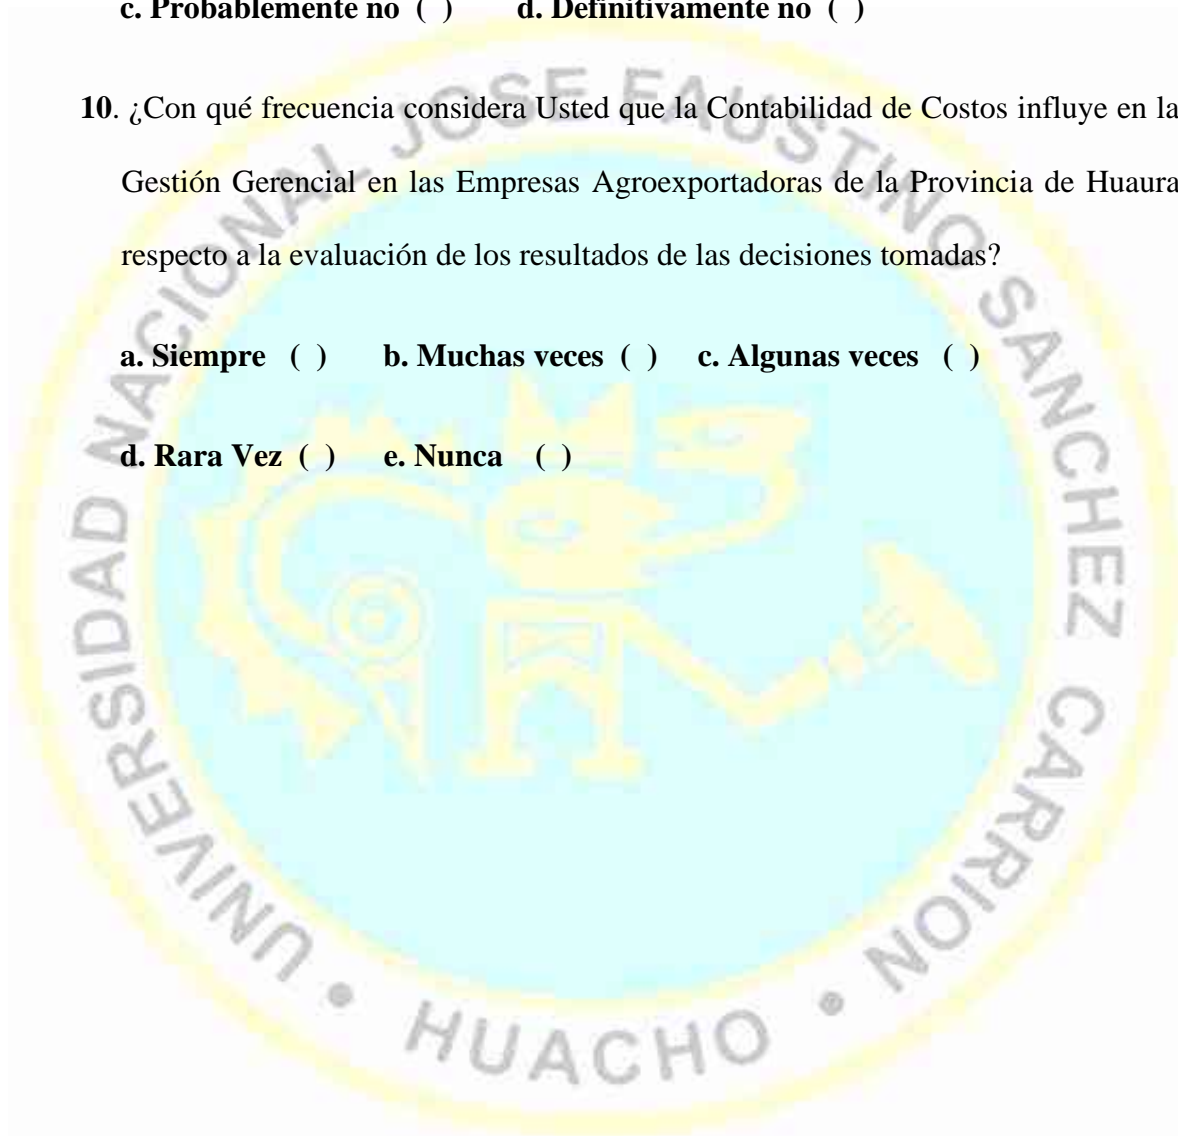 c. Probablemente no ( ) d. Definitivamente no ( )
10. ¿Con qué frecuencia considera Usted que la Contabilidad de Costos influye en la
Gestión Gerencial en las Empresas Agroexportadoras de la Provincia de Huaura
respecto a la evaluación de los resultados de las decisiones tomadas?
a. Siempre ( ) b. Muchas veces ( ) c. Algunas veces ( )
d. Rara Vez ( ) e. Nunca ( )
UNIVERSIDAD NACIONAL JOSE FAUSTINO SANCHEZ CARRION • HUACHO •